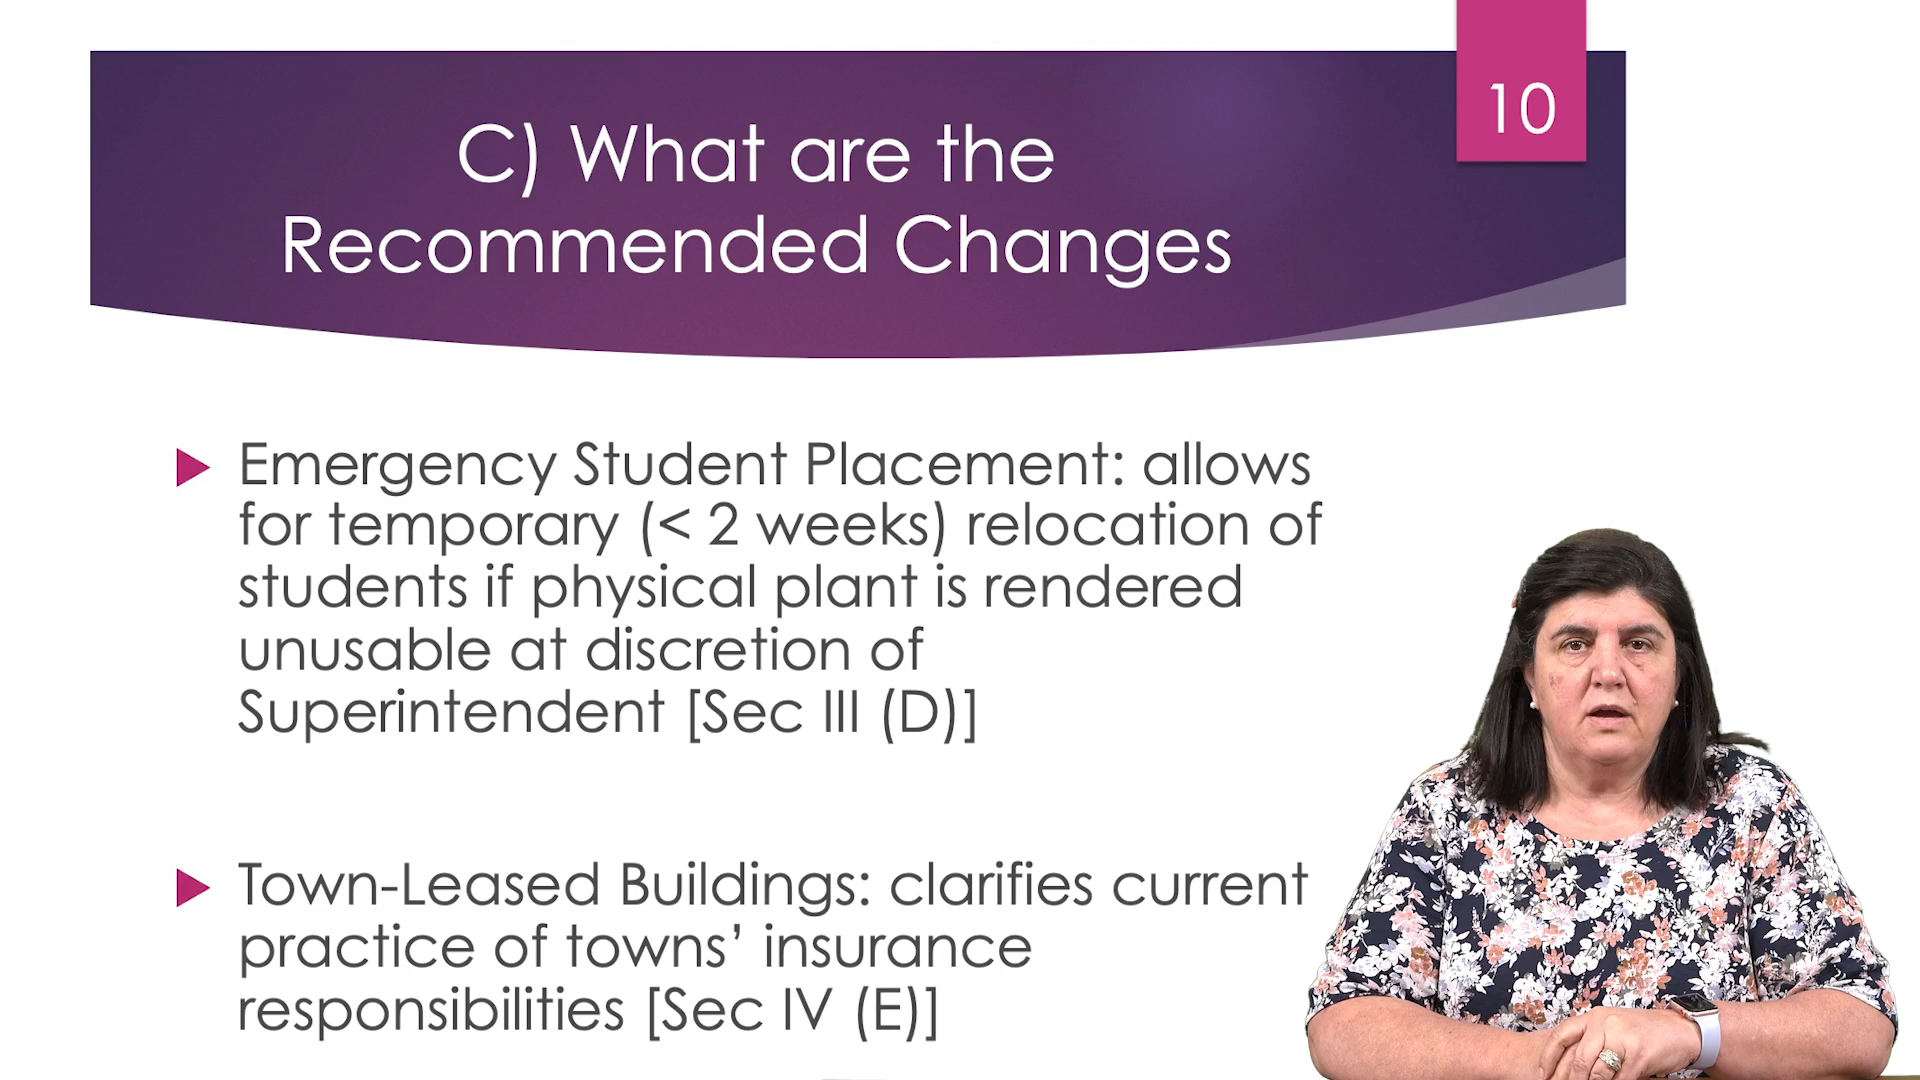 10
C) What are the
Recommended Changes
Emergency Student Placement: allows
for temporary (< 2 weeks) relocation of
students if physical plant is rendered
unusable at discretion of
Superintendent [Sec III (D)]
Town-Leased Buildings: clarifies current
practice of towns’ insurance
responsibilities [Sec IV (E)]